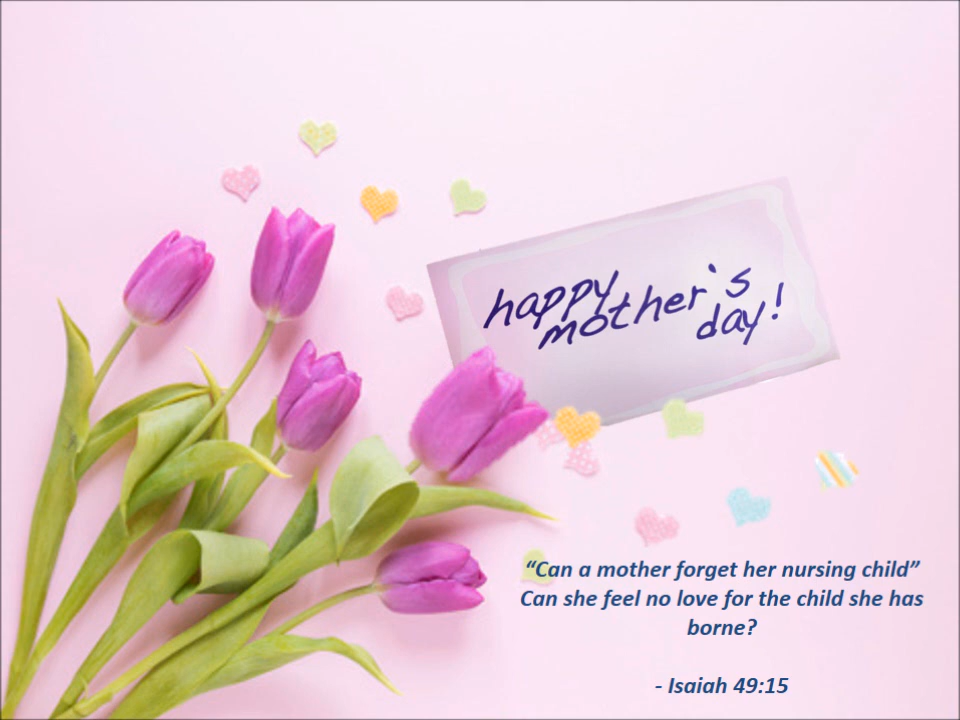 happy
mother's
day!
“Can a mother forget her nursing child”
Can she feel no love for the child she has
borne?
- Isaiah 49:15